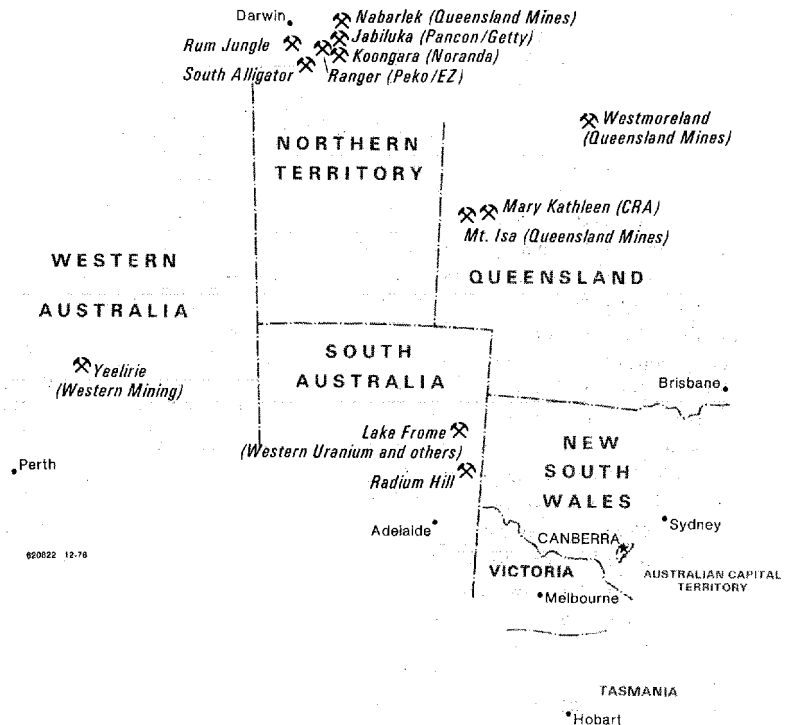 Darwin
Nabarlek (Queensland Mines)
Jabiluka (Pancon/Getty)
Rum Jungle
Koongara (Noranda)
South Alligator
Ranger (Peko/EZ)
Westmoreland
(Queensland Mines)
NORTHERN
TERRITORY
Mary Kathleen (CRA)
Mt. Isa (Queensland Mines)
WESTERN
AUSTRALIA
QUEENSLAND
SOUTH
AUSTRALIA
Yeelirie
(Western Mining)
Brisbane
Lake Frome
(Western Uranium and others)
NEW
SOUTH
WALES
Radium Hill
Perth
Adelaide
Sydney
CANBERRA
620822 12-76
VICTORIA
AUSTRALIAN CAPITAL
TERRITORY
Melbourne
TASMANIA
Hobart